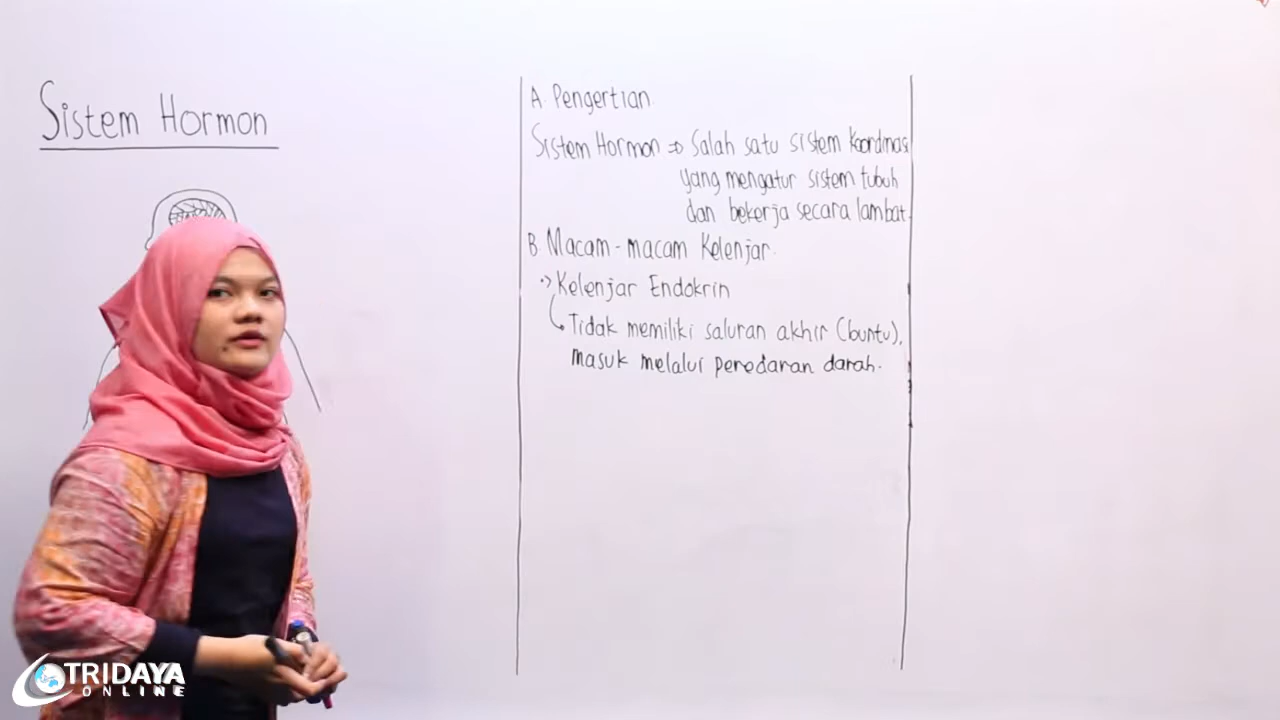 Sistem Hormon
A. Pengertian
Sistem Hormon => Salah satu sistem koordinasi
yang mengatur sistem tubuh
dan bekerja secara lambat.
B. Macam-macam Kelenjar.
•> Kelenjar Endokrin
Tidak memiliki saluran akhir (buntu),
masuk melalui peredaran darah.
TRIDAYA
ONLINE